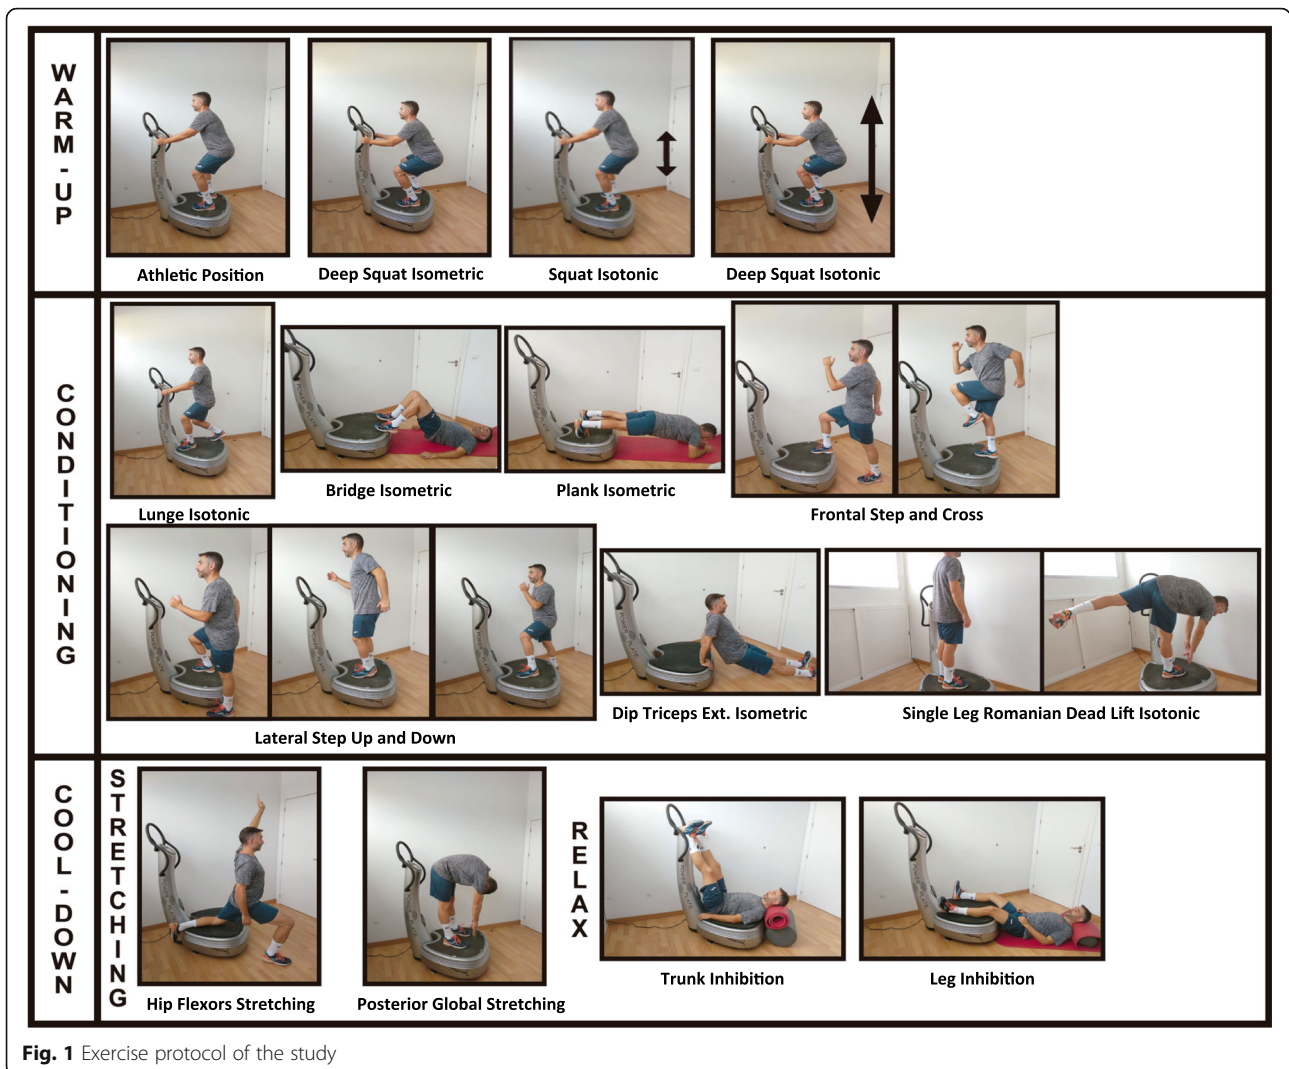 WARM-UP
Athletic Position
Deep Squat Isometric
Squat Isotonic
Deep Squat Isotonic
CONDITIONING
Lunge Isotonic
Bridge Isometric
Plank Isometric
Frontal Step and Cross
Lateral Step Up and Down
Dip Triceps Ext. Isometric
Single Leg Romanian Dead Lift Isotonic
COOL-DOWN
STRETCHING
Hip Flexors Stretching
Posterior Global Stretching
RELAX
Trunk Inhibition
Leg Inhibition
Fig. 1 Exercise protocol of the study